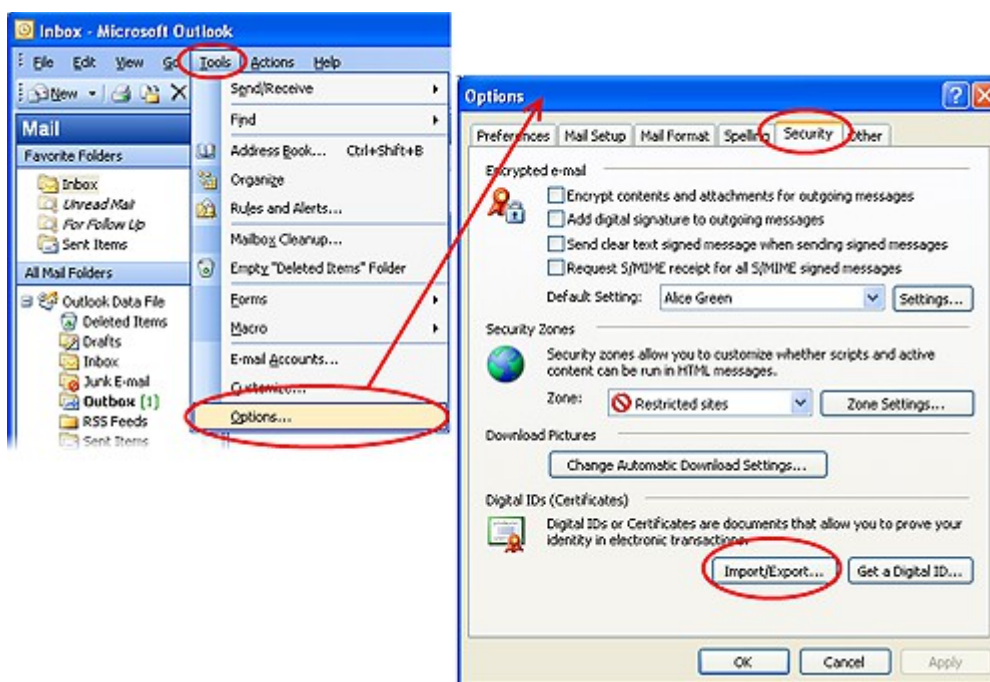 Inbox - Microsoft Outlook
File Edit View Go Tools Actions Help
New
Mail
Favorite Folders
Inbox
Unread Mail
For Follow Up
Sent Items
All Mail Folders
Outlook Data File
Deleted Items
Drafts
Inbox
Junk E-mail
Outbox (1)
RSS Feeds
Sent Items
Send/Receive
Find
Address Book... Ctrl+Shift+B
Organize
Rules and Alerts...
Mailbox Cleanup...
Empty "Deleted Items" Folder
Forms
Macro
E-mail Accounts...
Customize...
Options...
Options
Preferences Mail Setup Mail Format Spelling Security Other
Encrypted e-mail
Encrypt contents and attachments for outgoing messages
Add digital signature to outgoing messages
Send clear text signed message when sending signed messages
Request S/MIME receipt for all S/MIME signed messages
Default Setting: Alice Green Settings...
Security Zones
Security zones allow you to customize whether scripts and active
content can be run in HTML messages.
Zone: Restricted sites Zone Settings...
Download Pictures
Change Automatic Download Settings...
Digital IDs (Certificates)
Digital IDs or Certificates are documents that allow you to prove your
identity in electronic transactions.
Import/Export... Get a Digital ID...
OK Cancel Apply